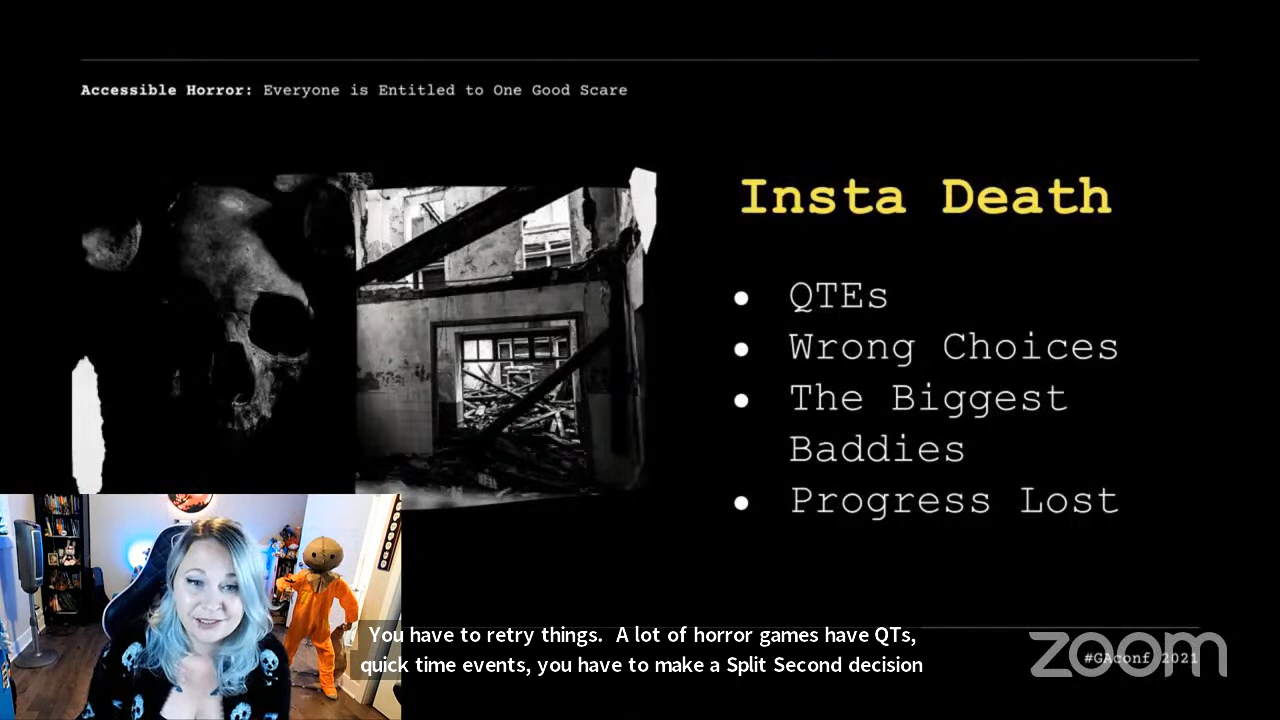 Accessible Horror: Everyone is Entitled to One Good Scare
Insta Death
QTEs
Wrong Choices
The Biggest
Baddies
Progress Lost
You have to retry things. A lot of horror games have QTs,
quick time events, you have to make a Split Second decision
#GAconf 2021
zoom